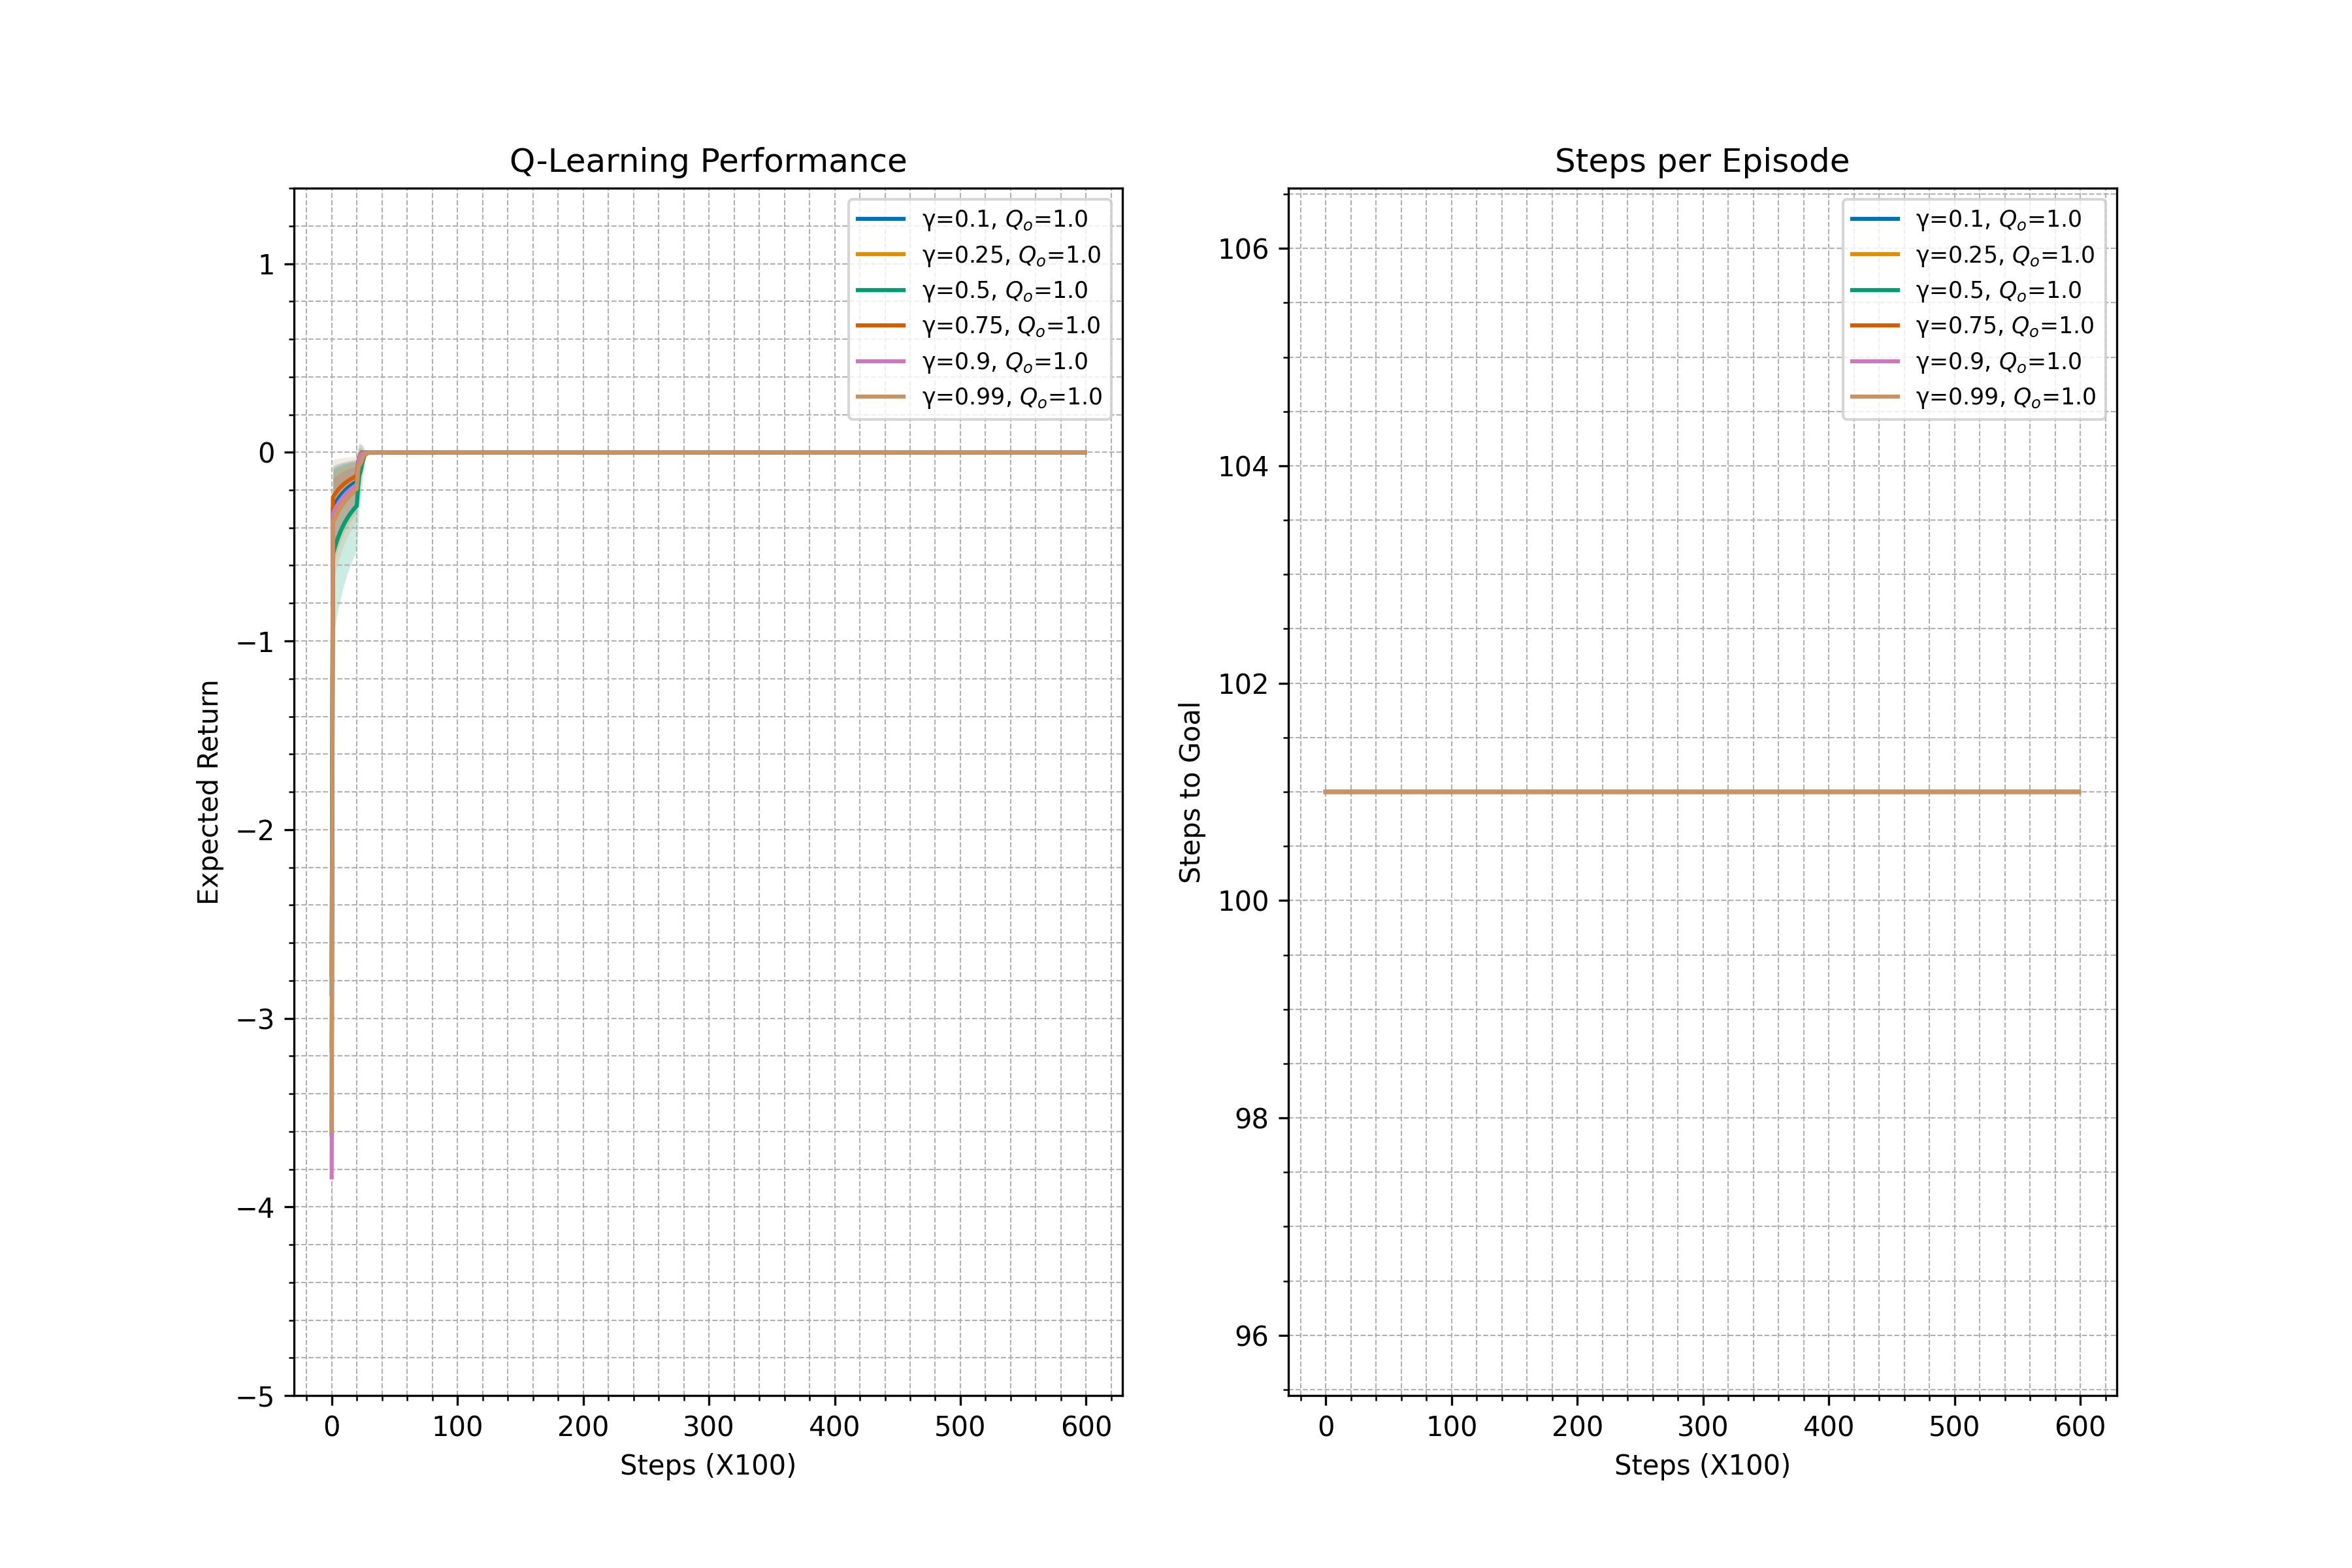 Q-Learning Performance
γ=0.1, Qo=1.0
γ=0.25, Qo=1.0
γ=0.5, Qo=1.0
γ=0.75, Qo=1.0
γ=0.9, Qo=1.0
γ=0.99, Qo=1.0
1
0
−1
−2
−3
−4
−5
Expected Return
0 100 200 300 400 500 600
Steps (X100)
Steps per Episode
γ=0.1, Qo=1.0
γ=0.25, Qo=1.0
γ=0.5, Qo=1.0
γ=0.75, Qo=1.0
γ=0.9, Qo=1.0
γ=0.99, Qo=1.0
106
104
102
100
98
96
Steps to Goal
0 100 200 300 400 500 600
Steps (X100)